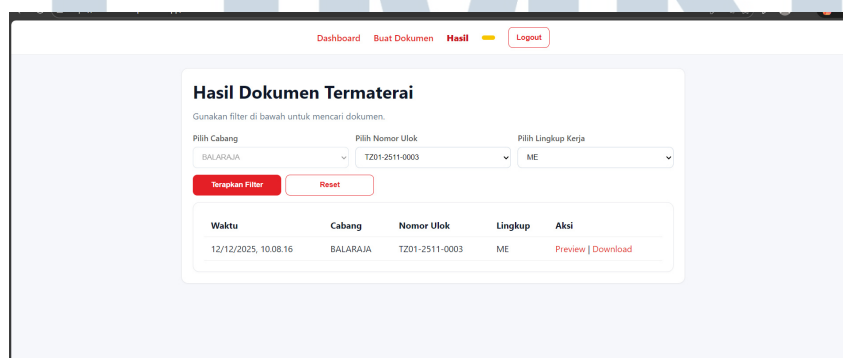 Dashboard Buat Dokumen Hasil Logout
Hasil Dokumen Termaterai
Gunakan filter di bawah untuk mencari dokumen.
Pilih Cabang Pilih Nomor Ulok Pilih Lingkup Kerja
BALARAJA TZ01-2511-0003 ME
Terapkan Filter Reset
Waktu Cabang Nomor Ulok Lingkup Aksi
12/12/2025, 10.08.16 BALARAJA TZ01-2511-0003 ME Preview | Download